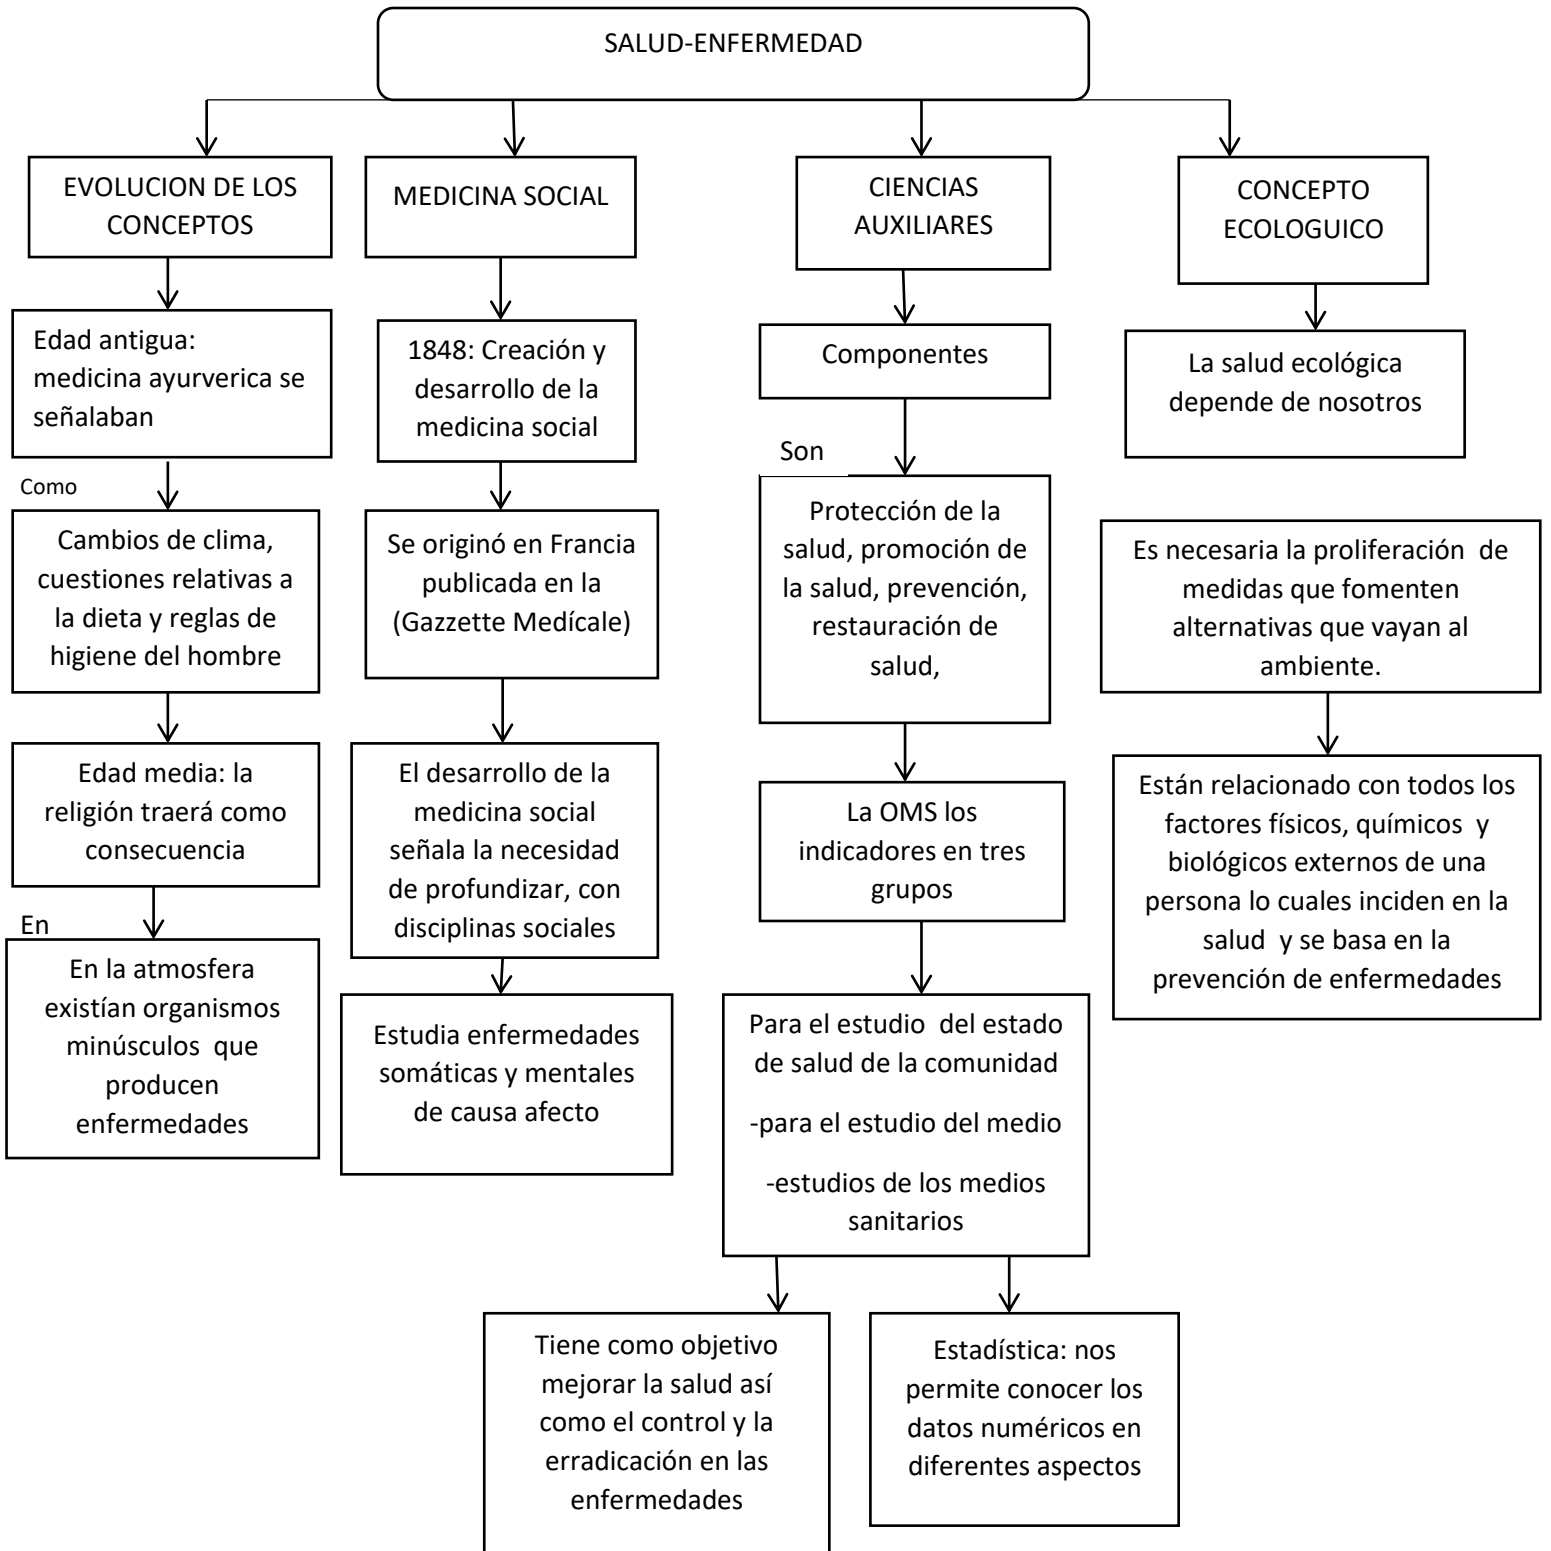 SALUD-ENFERMEDAD
EVOLUCION DE LOS
CONCEPTOS
Edad antigua:
medicina ayurverica se
señalaban
Como
Cambios de clima,
cuestiones relativas a
la dieta y reglas de
higiene del hombre
Edad media: la
religión traerá como
consecuencia
En
En la atmosfera
existían organismos
minúsculos que
producen
enfermedades
MEDICINA SOCIAL
1848: Creación y
desarrollo de la
medicina social
Se originó en Francia
publicada en la
(Gazzette Medícale)
El desarrollo de la
medicina social
señala la necesidad
de profundizar, con
disciplinas sociales
Estudia enfermedades
somáticas y mentales
de causa afecto
CIENCIAS
AUXILIARES
Componentes
Son
Protección de la
salud, promoción de
la salud, prevención,
restauración de
salud,
La OMS los
indicadores en tres
grupos
Para el estudio del estado
de salud de la comunidad
-para el estudio del medio
-estudios de los medios
sanitarios
Tiene como objetivo
mejorar la salud así
como el control y la
erradicación en las
enfermedades
Estadística: nos
permite conocer los
datos numéricos en
diferentes aspectos
CONCEPTO
ECOLOGUICO
La salud ecológica
depende de nosotros
Es necesaria la proliferación de
medidas que fomenten
alternativas que vayan al
ambiente.
Están relacionado con todos los
factores físicos, químicos y
biológicos externos de una
persona lo cuales inciden en la
salud y se basa en la
prevención de enfermedades